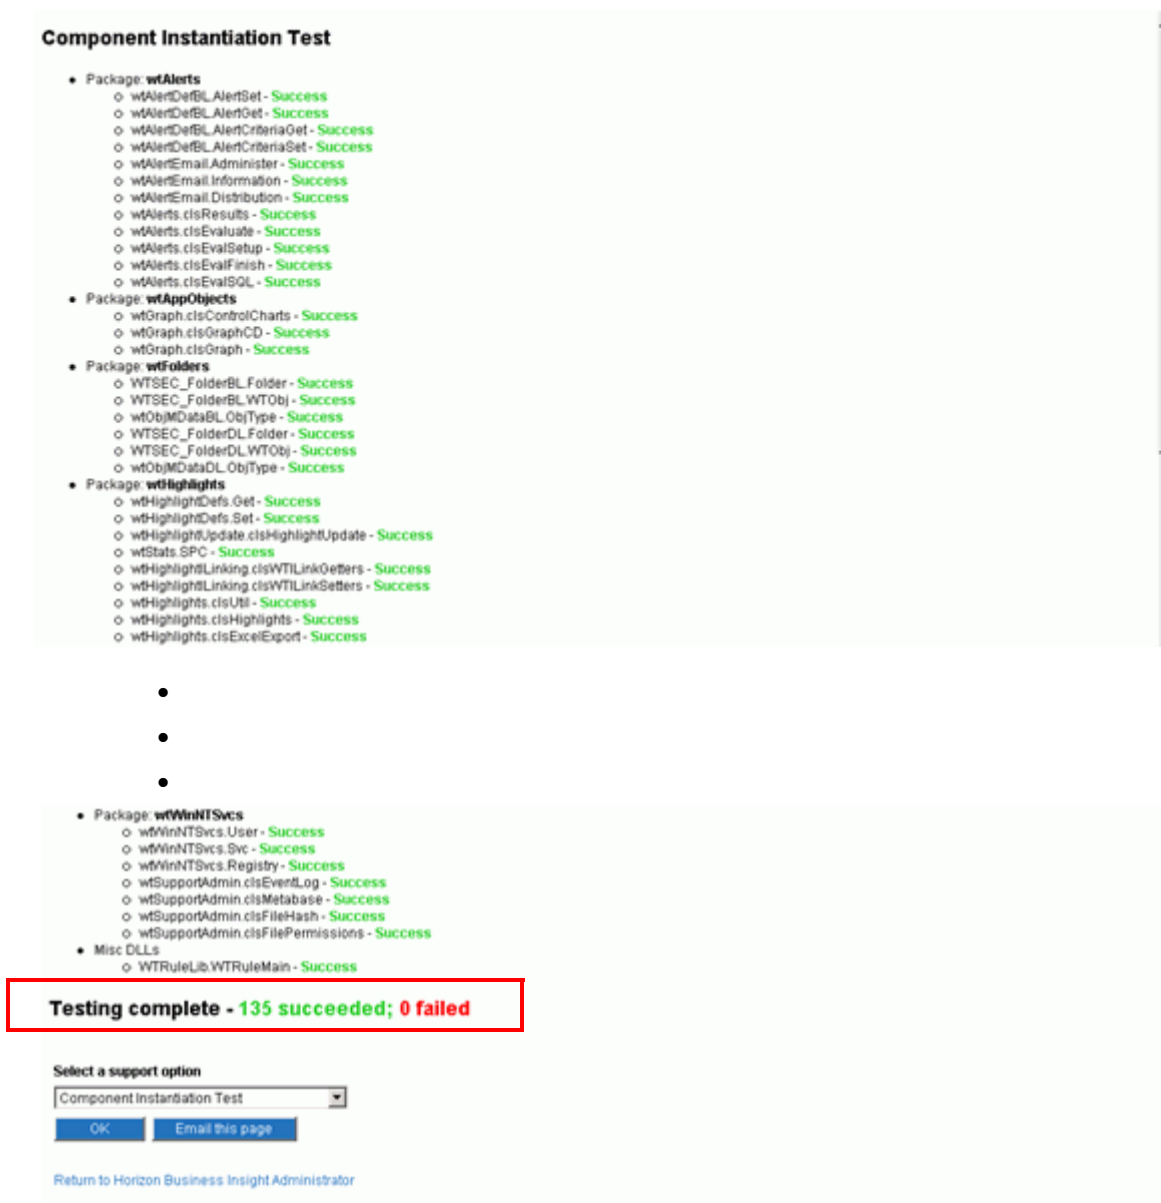 Component Instantiation Test
• Package: wtAlerts
o wtAlertDefBL.AlertSet - Success
o wtAlertDefBL.AlertGet - Success
o wtAlertDefBL.AlertCriteriaGet - Success
o wtAlertDefBL.AlertCriteriaSet - Success
o wtAlertEmail.Administer - Success
o wtAlertEmail.Information - Success
o wtAlertEmail.Distribution - Success
o wtAlerts.clsResults - Success
o wtAlerts.clsEvaluate - Success
o wtAlerts.clsEvalSetup - Success
o wtAlerts.clsEvalFinish - Success
o wtAlerts.clsEvalSQL - Success
• Package: wtAppObjects
o wtGraph.clsControlCharts - Success
o wtGraph.clsGraphCD - Success
o wtGraph.clsGraph - Success
• Package: wtFolders
o WTSEC_FolderBL.Folder - Success
o WTSEC_FolderBL.WTObj - Success
o wtObjMDataBL.ObjType - Success
o WTSEC_FolderDL.Folder - Success
o WTSEC_FolderDL.WTObj - Success
o wtObjMDataDL.ObjType - Success
• Package: wtHighlights
o wtHighlightDefs.Get - Success
o wtHighlightDefs.Set - Success
o wtHighlightUpdate.clsHighlightUpdate - Success
o wtStats.SPC - Success
o wtHighlightLinking.clsWTILinkGetters - Success
o wtHighlightLinking.clsWTILinkSetters - Success
o wtHighlights.clsUtil - Success
o wtHighlights.clsHighlights - Success
o wtHighlights.clsExcelExport - Success
•
•
•
• Package: wtWinNTSvcs
o wtWinNTSvcs.User - Success
o wtWinNTSvcs.Svc - Success
o wtWinNTSvcs.Registry - Success
o wtSupportAdmin.clsEventLog - Success
o wtSupportAdmin.clsMetabase - Success
o wtSupportAdmin.clsFileHash - Success
o wtSupportAdmin.clsFilePermissions - Success
• Misc DLLs
o WTRuleLib.WTRuleMain - Success
Testing complete - 135 succeeded; 0 failed
Select a support option
Component Instantiation Test
OK Email this page
Return to Horizon Business Insight Administrator